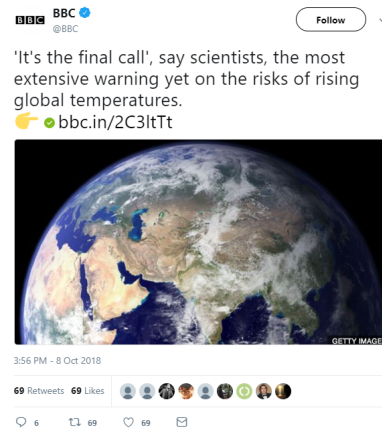 BBC
BBC
@BBC
Follow
'It's the final call', say scientists, the most
extensive warning yet on the risks of rising
global temperatures.
bbc.in/2C3ltTt
GETTY IMAGE
3:56 PM - 8 Oct 2018
69 Retweets 69 Likes
6 69 69